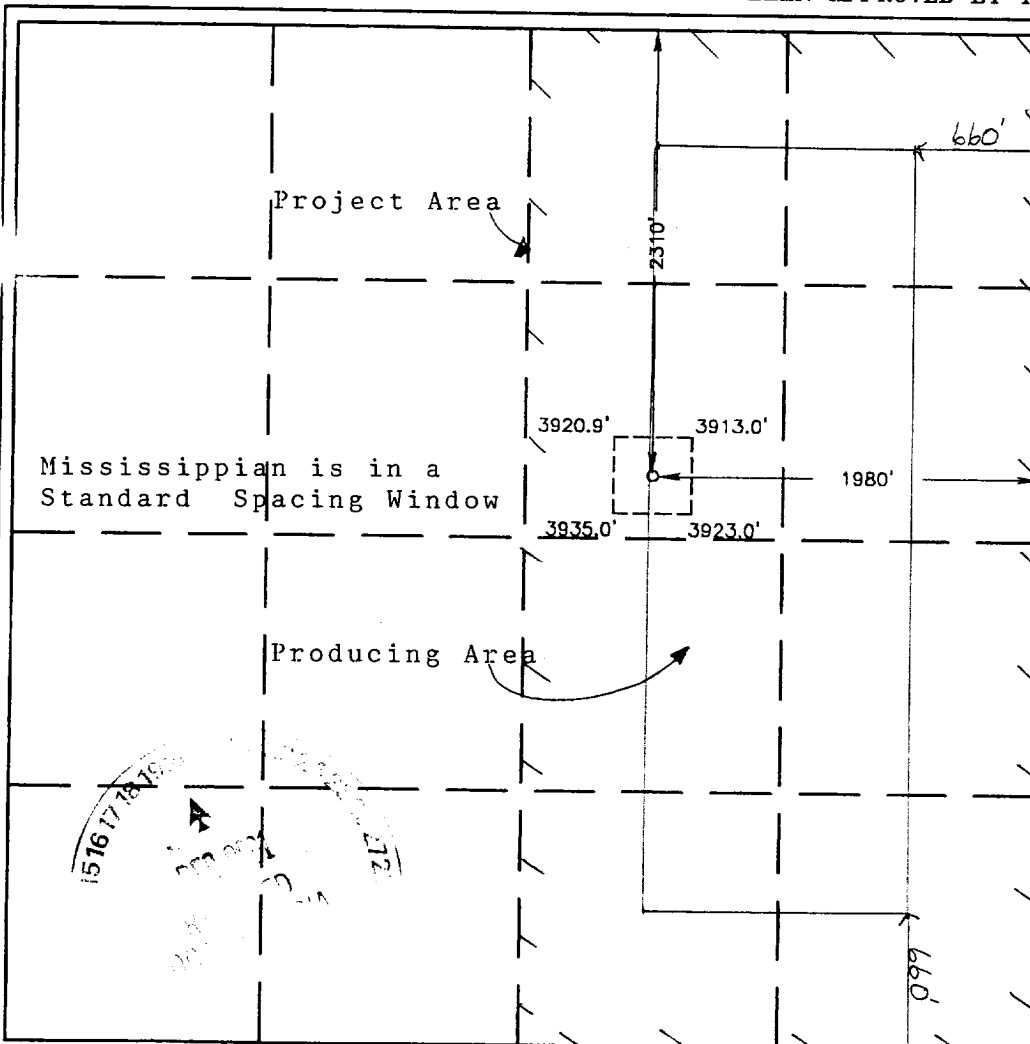 660'
Project Area
2310'
3920.9' 3913.0'
Mississippian is in a
Standard Spacing Window
1980'
3935.0' 3923.0'
Producing Area
1516171819
660'